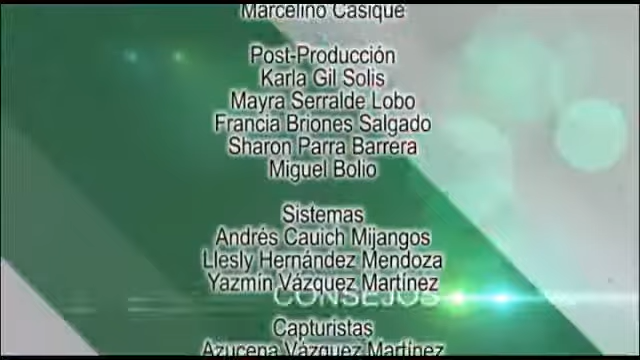 Marcelino Casique
Post-Producción
Karla Gil Solis
Mayra Serralde Lobo
Francia Briones Salgado
Sharon Parra Barrera
Miguel Bolio
Sistemas
Andrés Cauich Mijangos
Llesly Hernández Mendoza
Yazmín Vázquez Martínez
CONSEJOS
Capturistas
Azucena Vázquez Martínez